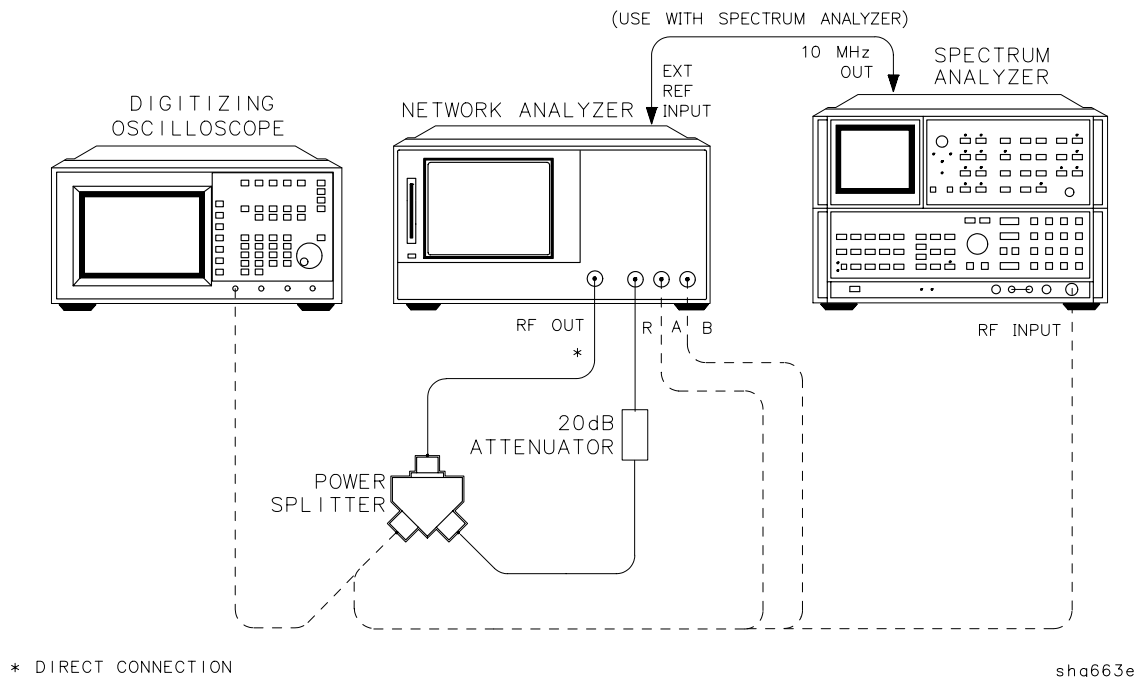 (USE WITH SPECTRUM ANALYZER)
10 MHz
OUT
SPECTRUM
ANALYZER
EXT
REF
INPUT
DIGITIZING
OSCILLOSCOPE
NETWORK ANALYZER
RF OUT
*
R
A
B
RF INPUT
20dB
ATTENUATOR
POWER
SPLITTER
* DIRECT CONNECTION
shg663e